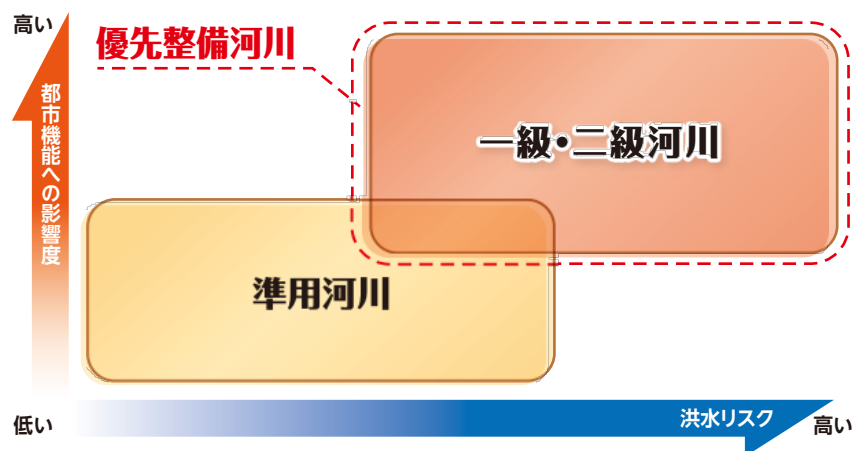 高い
優先整備河川
都市機能への影響度
一級・二級河川
準用河川
低い
洪水リスク
高い